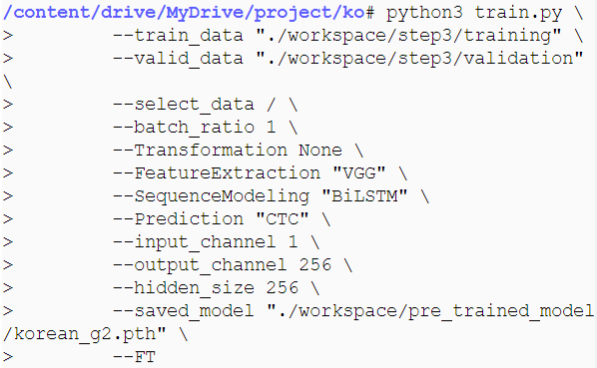 /content/drive/MyDrive/project/ko# python3 train.py \
>        --train_data "./workspace/step3/training" \
>        --valid_data "./workspace/step3/validation"
\
>        --select_data / \
>        --batch_ratio 1 \
>        --Transformation None \
>        --FeatureExtraction "VGG" \
>        --SequenceModeling "BiLSTM" \
>        --Prediction "CTC" \
>        --input_channel 1 \
>        --output_channel 256 \
>        --hidden_size 256 \
>        --saved_model "./workspace/pre_trained_model
/korean_g2.pth" \
>        --FT